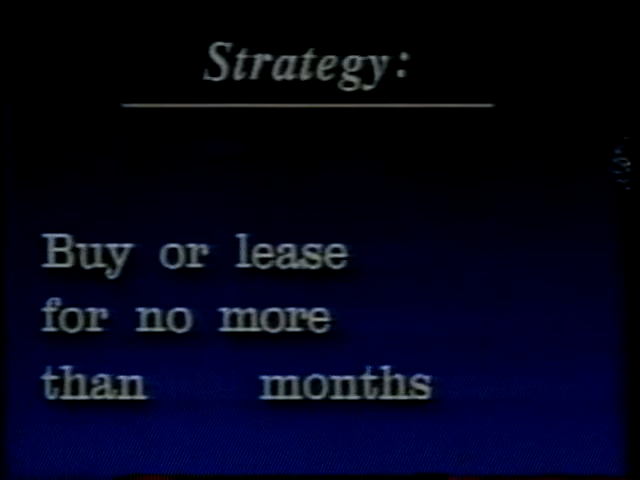 Strategy:
Buy or lease
for no more
than months